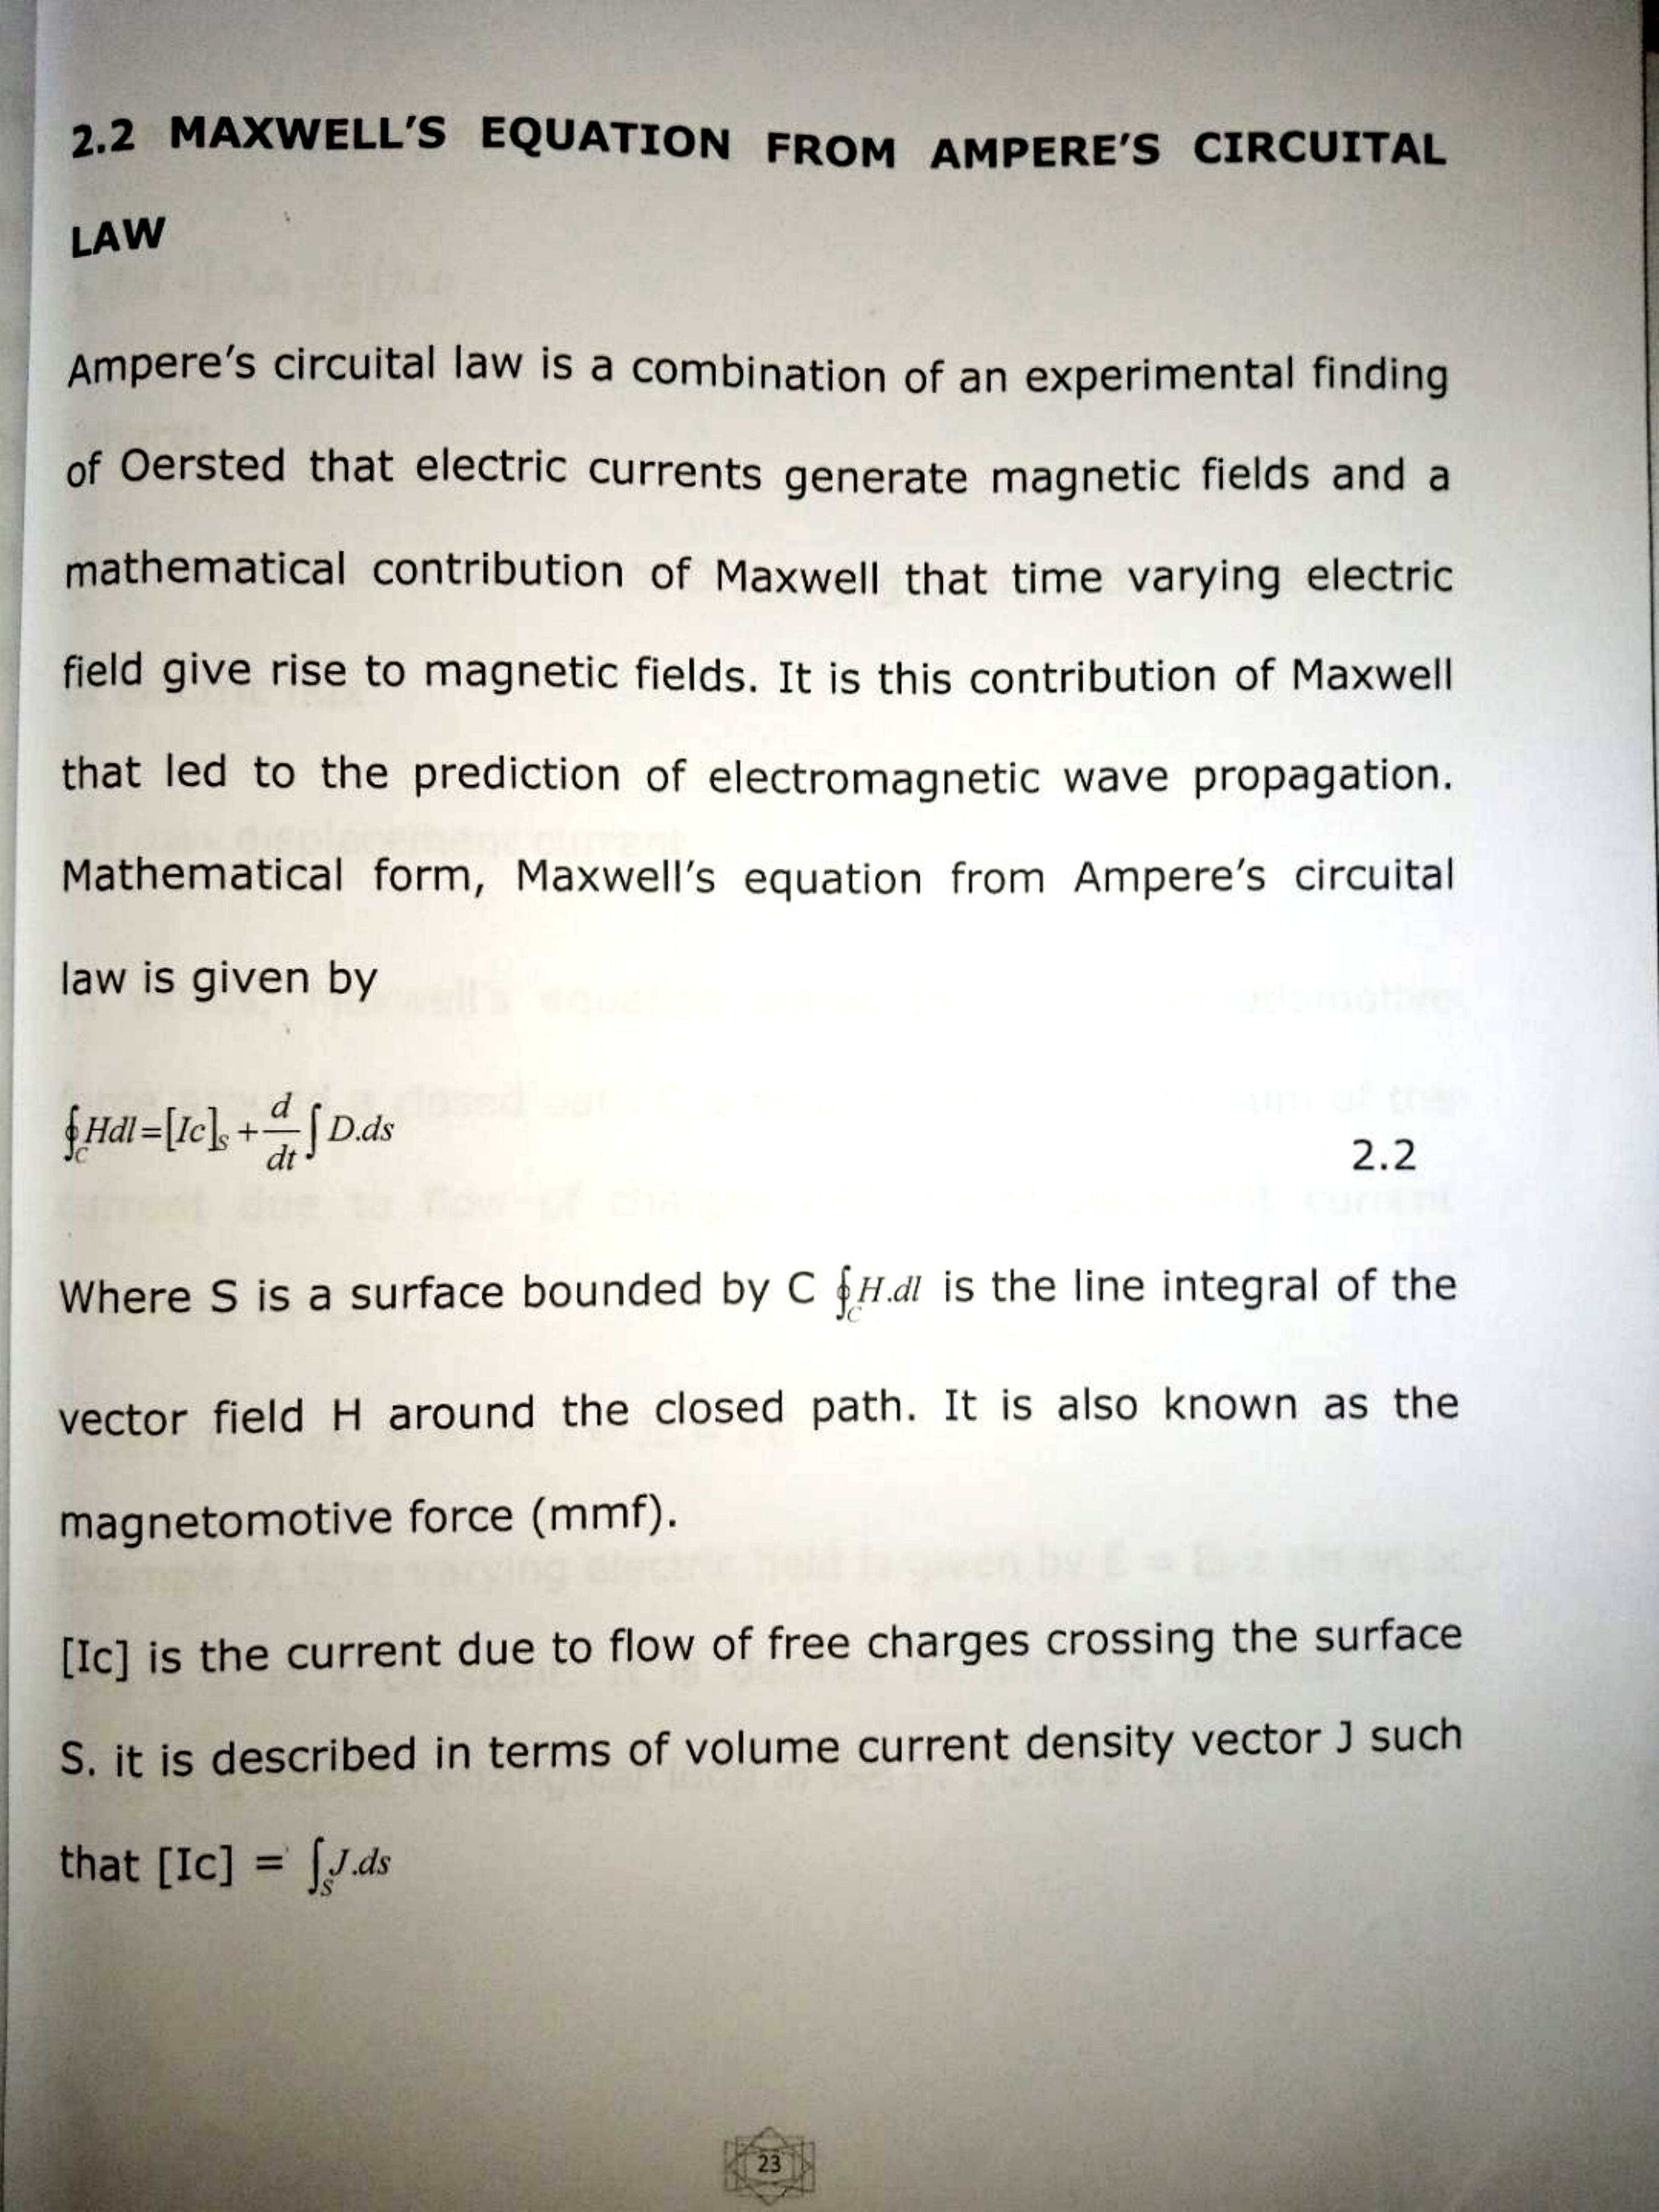 2.2 MAXWELL'S EQUATION FROM AMPERE'S CIRCUITAL
LAW
Ampere's circuital law is a combination of an experimental finding
of Oersted that electric currents generate magnetic fields and a
mathematical contribution of Maxwell that time varying electric
field give rise to magnetic fields. It is this contribution of Maxwell
that led to the prediction of electromagnetic wave propagation.
Mathematical form, Maxwell's equation from Ampere's circuital
law is given by
∮_C Hdl=[Ic]_S + d/dt ∫ D.ds 2.2
Where S is a surface bounded by C ∮_C H.dl is the line integral of the
vector field H around the closed path. It is also known as the
magnetomotive force (mmf).
[Ic] is the current due to flow of free charges crossing the surface
S. it is described in terms of volume current density vector J such
that [Ic] = ∫_S J.ds
23